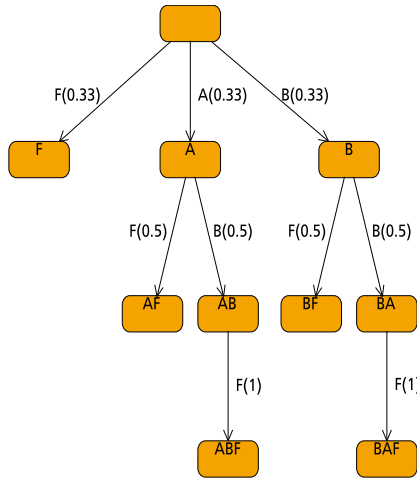 F(0.33)
A(0.33)
B(0.33)
F
A
B
F(0.5)
B(0.5)
F(0.5)
B(0.5)
AF
AB
BF
BA
F(1)
F(1)
ABF
BAF